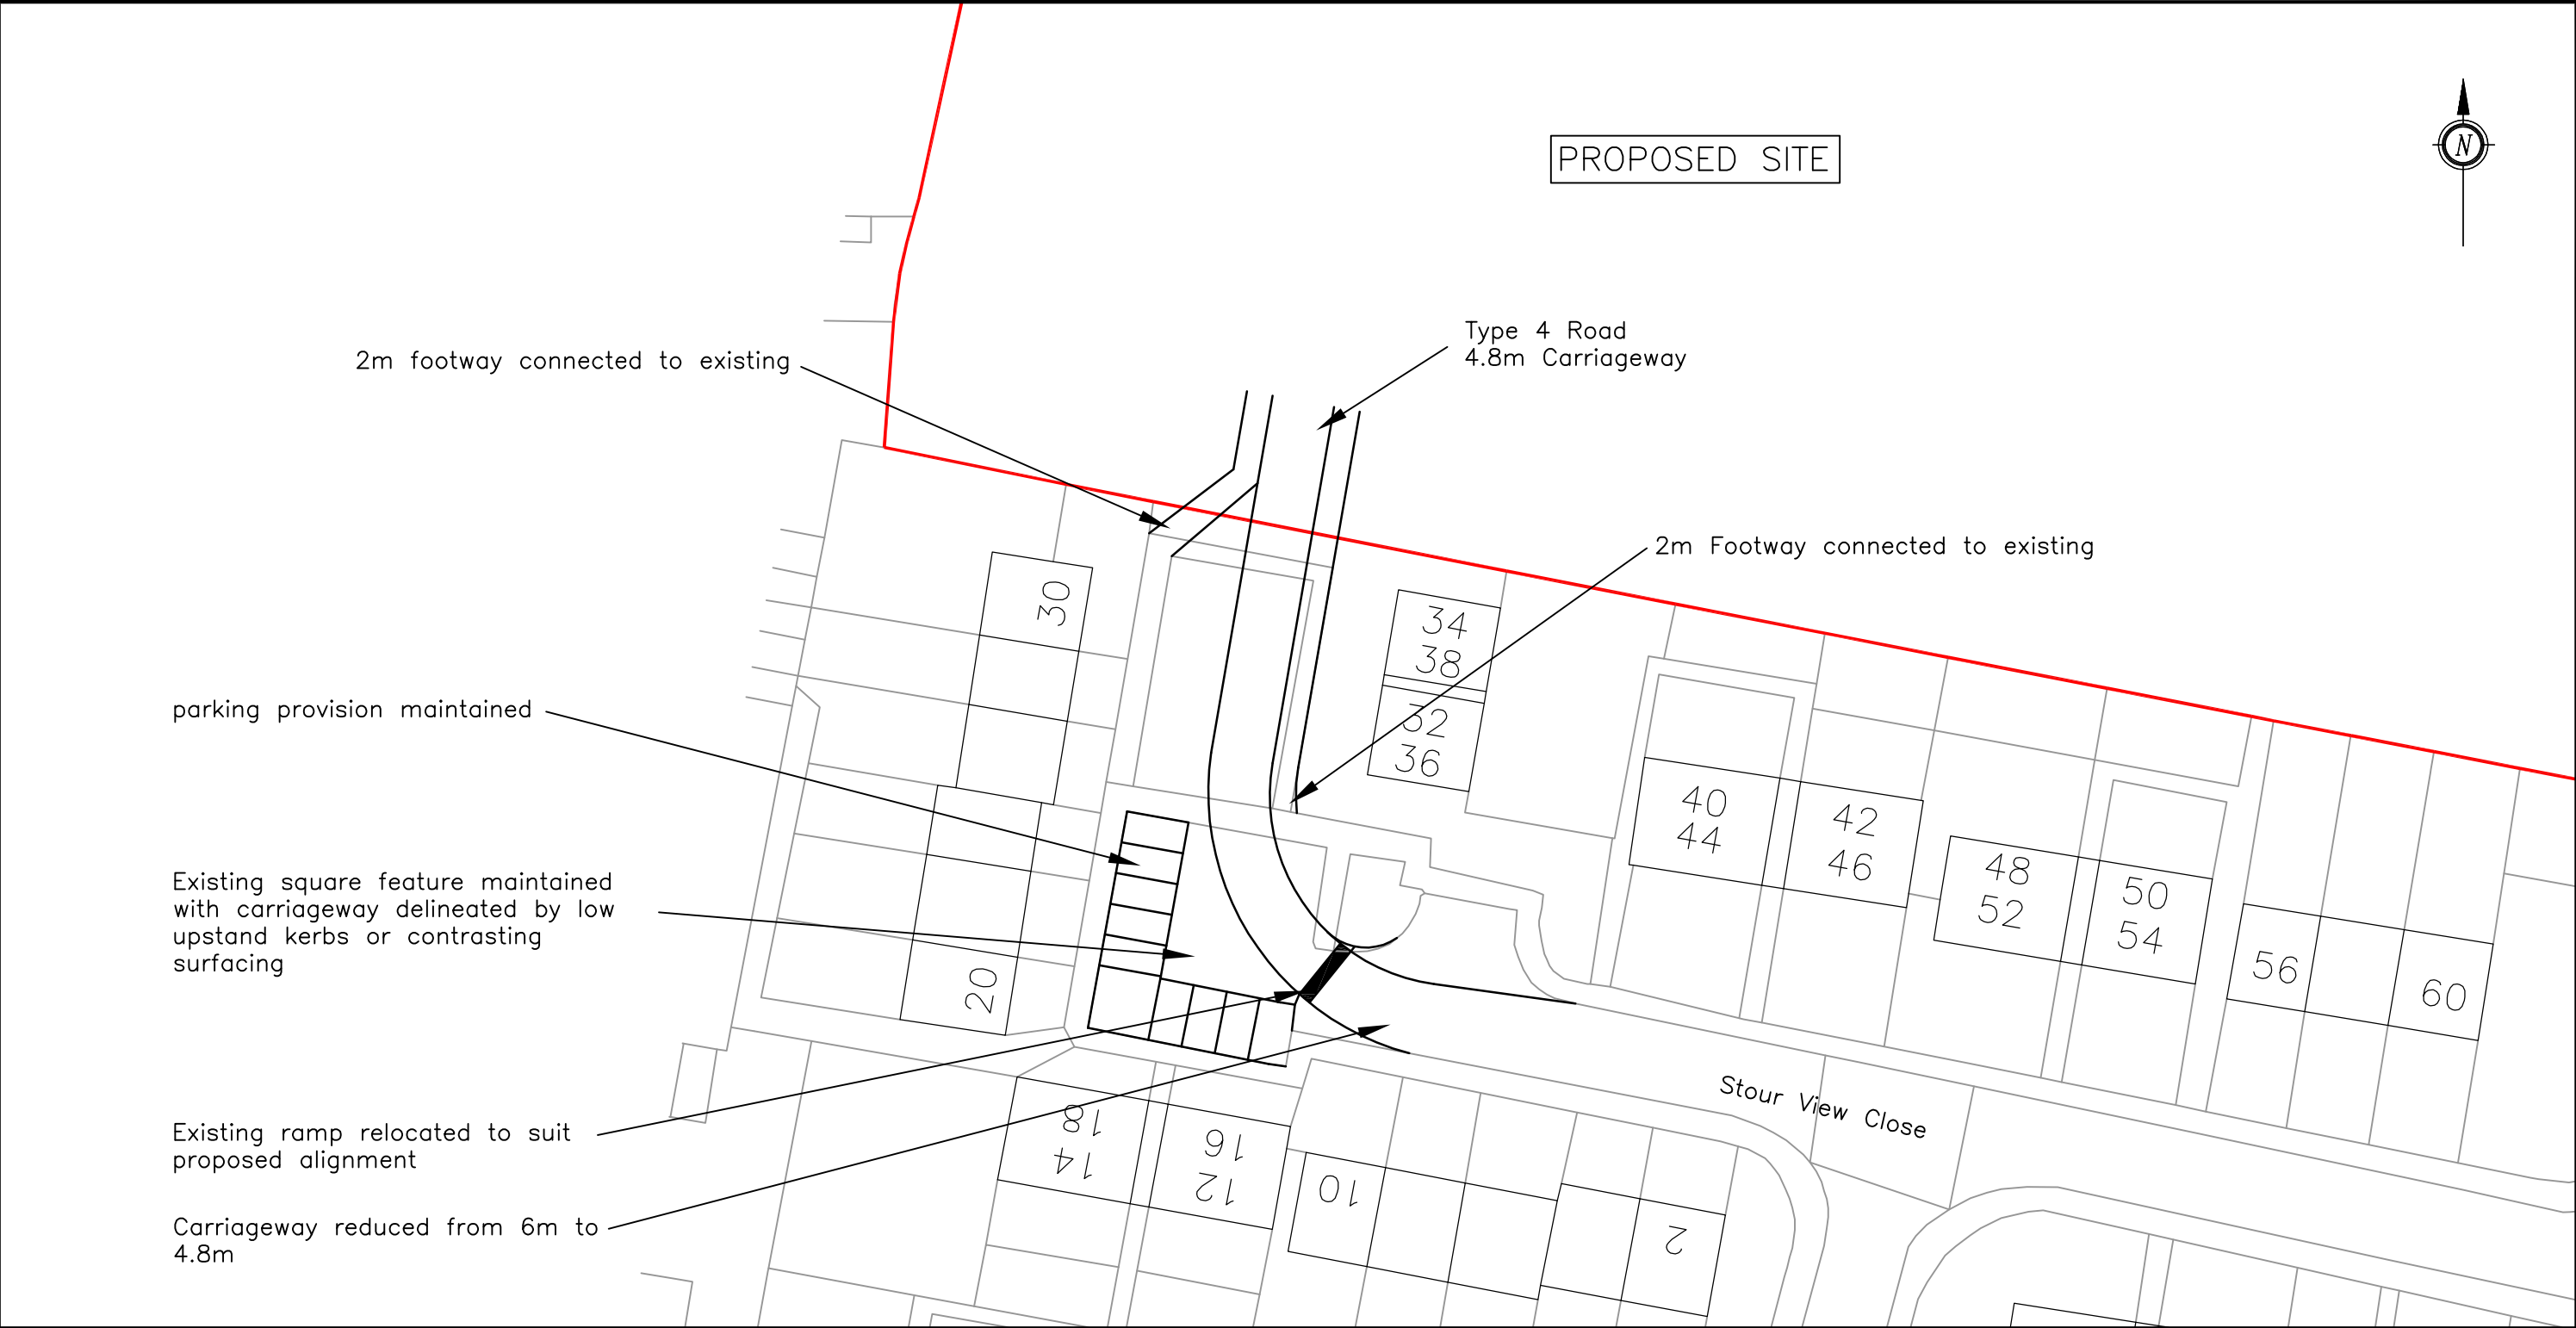 PROPOSED SITE
N
Type 4 Road
4.8m Carriageway
2m footway connected to existing
2m Footway connected to existing
30
34
38
32
36
parking provision maintained
40
44
42
46
48
52
50
54
56
60
Existing square feature maintained
with carriageway delineated by low
upstand kerbs or contrasting
surfacing
20
Stour View Close
Existing ramp relocated to suit
proposed alignment
18
14
16
12
10
2
Carriageway reduced from 6m to
4.8m